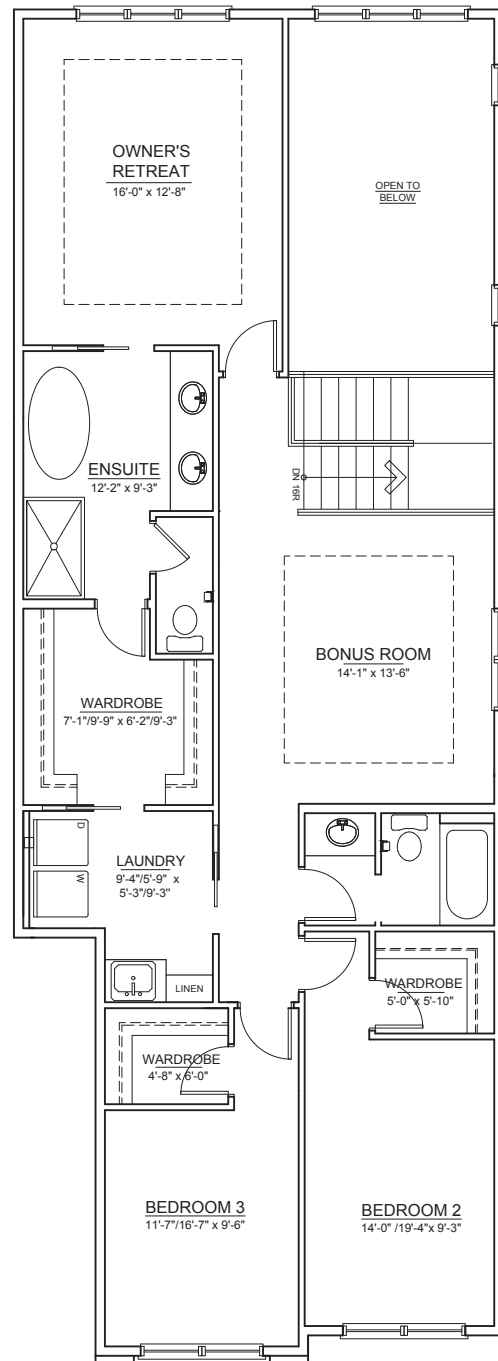 OWNER'S
RETREAT
16'-0" x 12'-8"
OPEN TO
BELOW
ENSUITE
12'-2" x 9'-3"
DN 16R
BONUS ROOM
14'-1" x 13'-6"
WARDROBE
7'-1"/9'-9" x 6'-2"/9'-3"
D
W
LAUNDRY
9'-4"/5'-9" x
5'-3"/9'-3"
LINEN
WARDROBE
5'-0" x 5'-10"
WARDROBE
4'-8" x 6'-0"
BEDROOM 3
11'-7"/16'-7" x 9'-6"
BEDROOM 2
14'-0" /19'-4"x 9'-3"